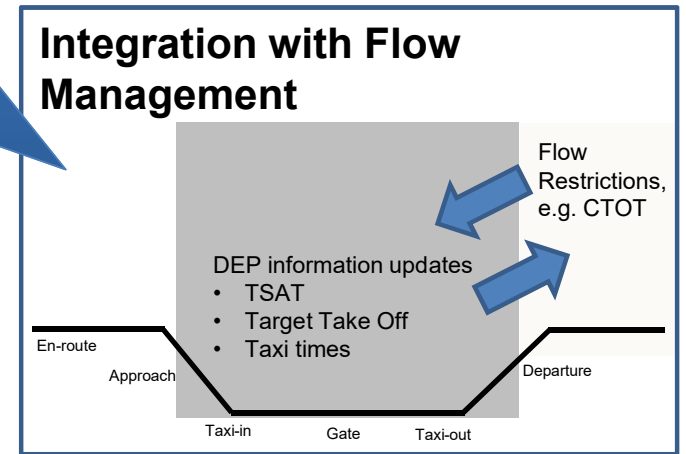 Integration with Flow
Management
Flow
Restrictions,
e.g. CTOT
DEP information updates
• TSAT
• Target Take Off
• Taxi times
En-route
Approach
Departure
Taxi-in
Gate
Taxi-out